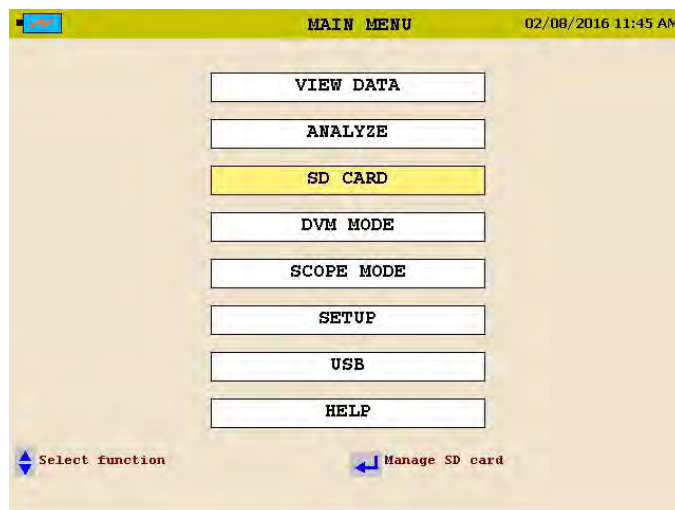 MAIN MENU 02/08/2016 11:45 AM
VIEW DATA
ANALYZE
SD CARD
DVM MODE
SCOPE MODE
SETUP
USB
HELP
Select function Manage SD card